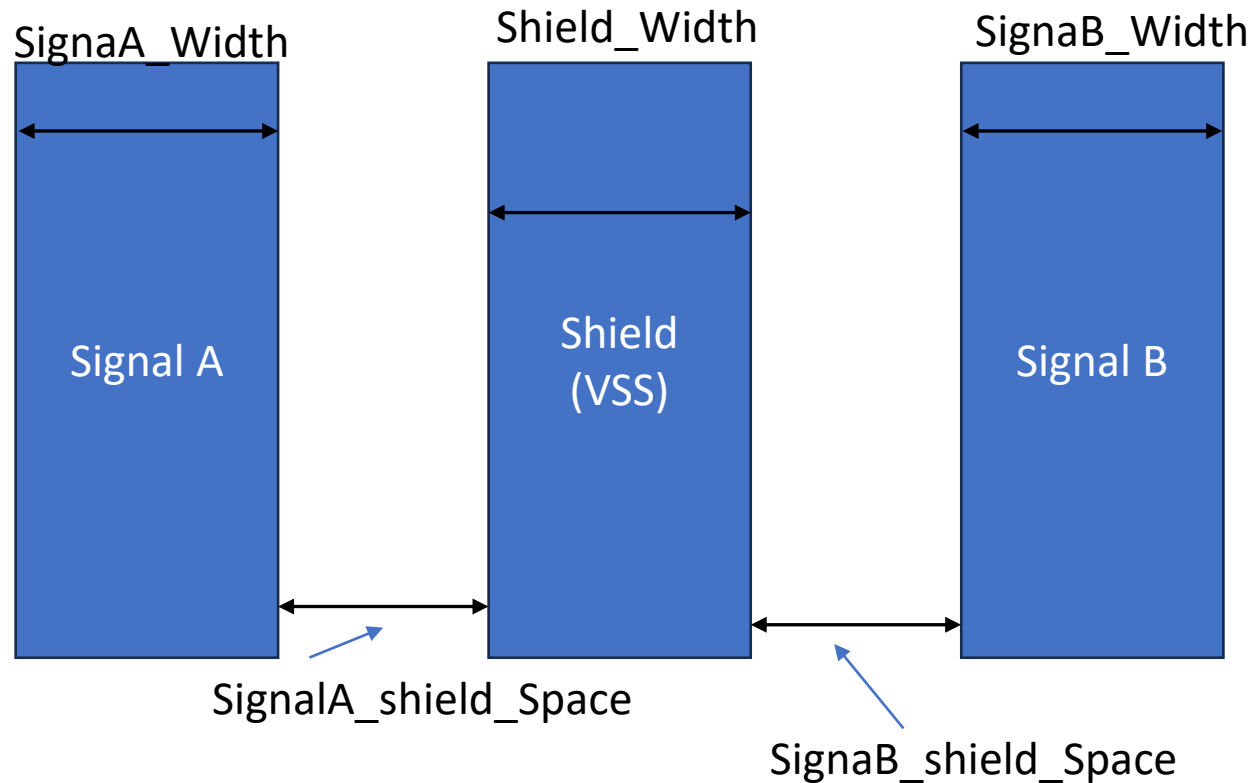 SignaA_Width
Shield_Width
SignaB_Width
Signal A
Shield
(VSS)
Signal B
SignalA_shield_Space
SignaB_shield_Space